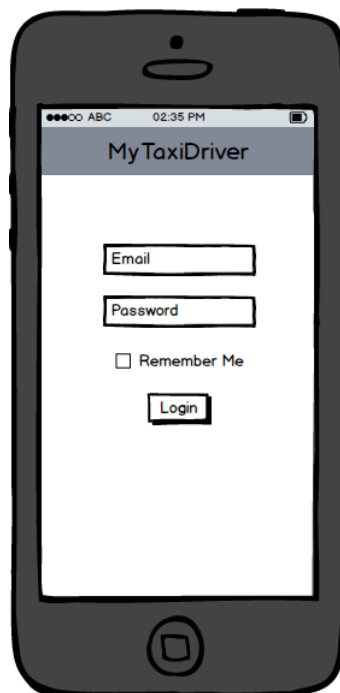 ABC 02:35 PM
MyTaxiDriver
Email
Password
Remember Me
Login